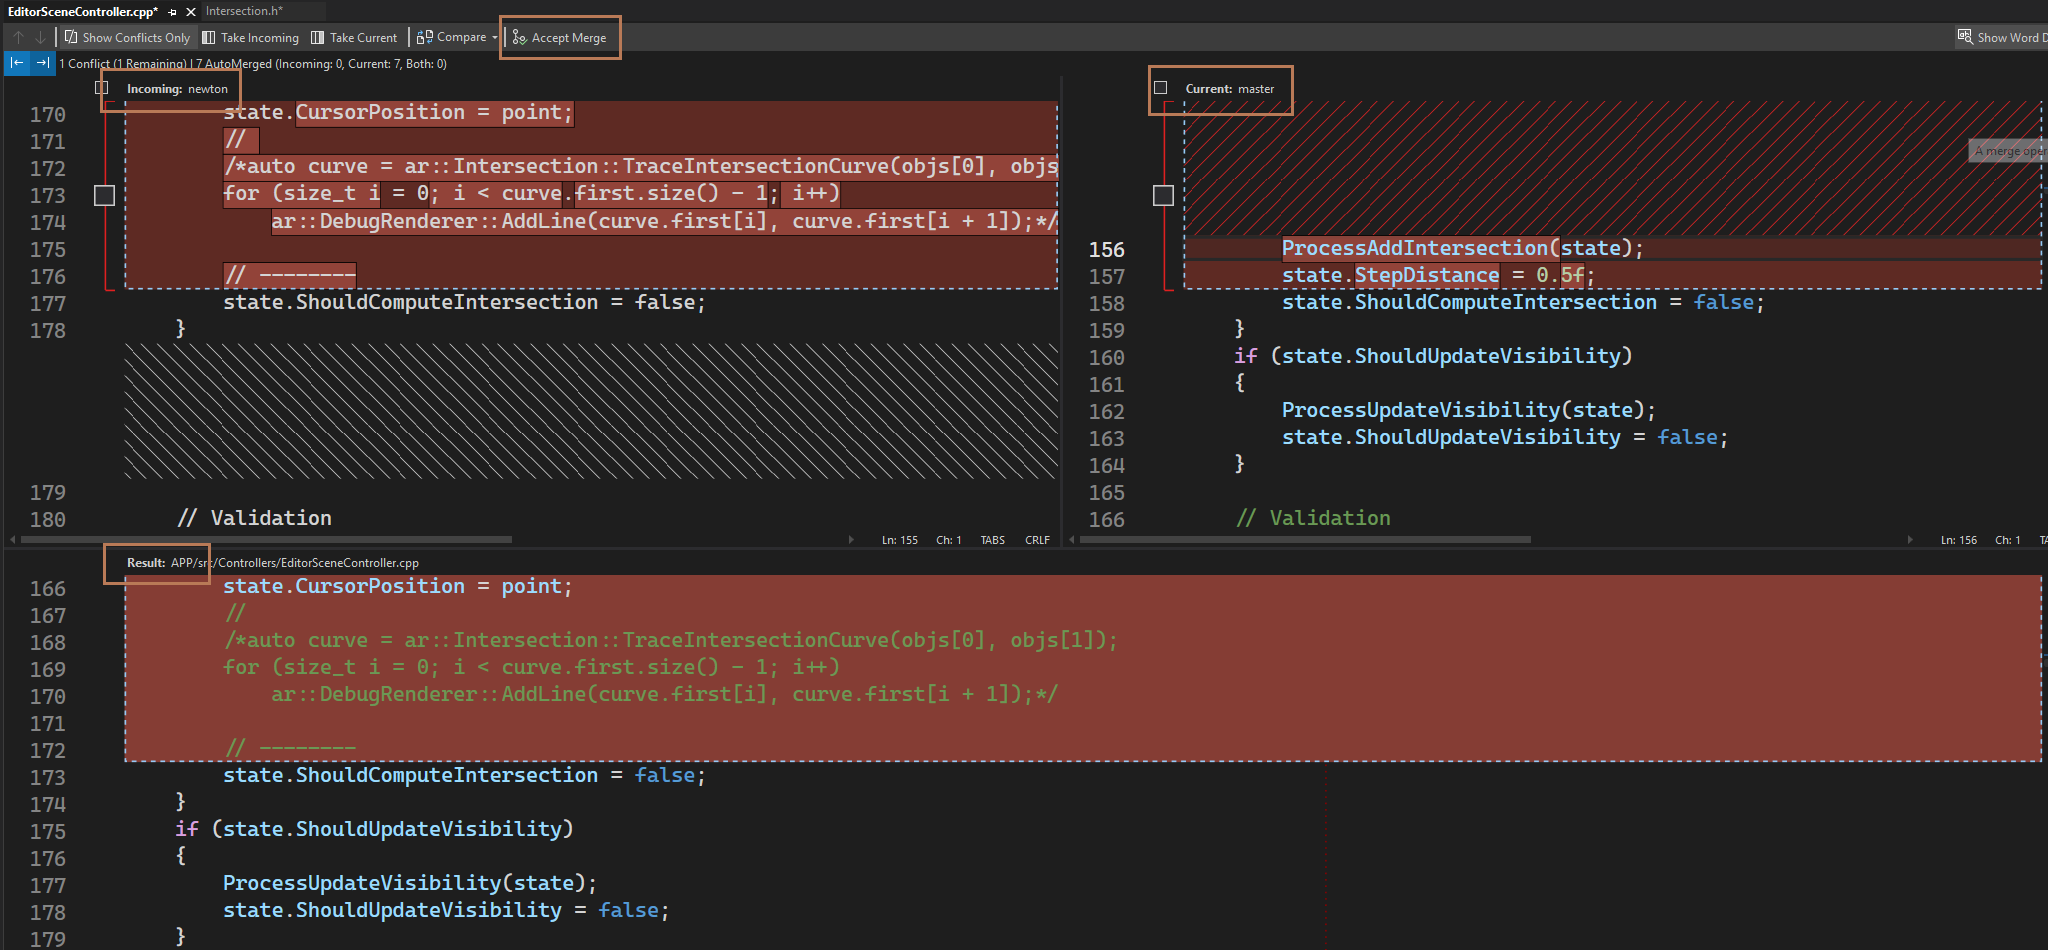 EditorSceneController.cpp*
Intersection.h*
Show Conflicts Only
Take Incoming
Take Current
Compare
Accept Merge
Show Word D
1 Conflict (1 Remaining) | 7 AutoMerged (Incoming: 0, Current: 7, Both: 0)
Incoming: newton
170 state.CursorPosition = point;
171 //
172 /*auto curve = ar::Intersection::TraceIntersectionCurve(objs[0], objs
173 for (size_t i = 0; i < curve.first.size() - 1; i++)
174 ar::DebugRenderer::AddLine(curve.first[i], curve.first[i + 1]);*/
175
176 // --------
177 state.ShouldComputeIntersection = false;
178 }
179
180 // Validation
Ln: 155 Ch: 1 TABS CRLF
Current: master
A merge oper
156 ProcessAddIntersection(state);
157 state.StepDistance = 0.5f;
158 state.ShouldComputeIntersection = false;
159 }
160 if (state.ShouldUpdateVisibility)
161 {
162 ProcessUpdateVisibility(state);
163 state.ShouldUpdateVisibility = false;
164 }
165
166 // Validation
Ln: 156 Ch: 1 TA
Result: APP/src/Controllers/EditorSceneController.cpp
166 state.CursorPosition = point;
167 //
168 /*auto curve = ar::Intersection::TraceIntersectionCurve(objs[0], objs[1]);
169 for (size_t i = 0; i < curve.first.size() - 1; i++)
170 ar::DebugRenderer::AddLine(curve.first[i], curve.first[i + 1]);*/
171
172 // --------
173 state.ShouldComputeIntersection = false;
174 }
175 if (state.ShouldUpdateVisibility)
176 {
177 ProcessUpdateVisibility(state);
178 state.ShouldUpdateVisibility = false;
179 }